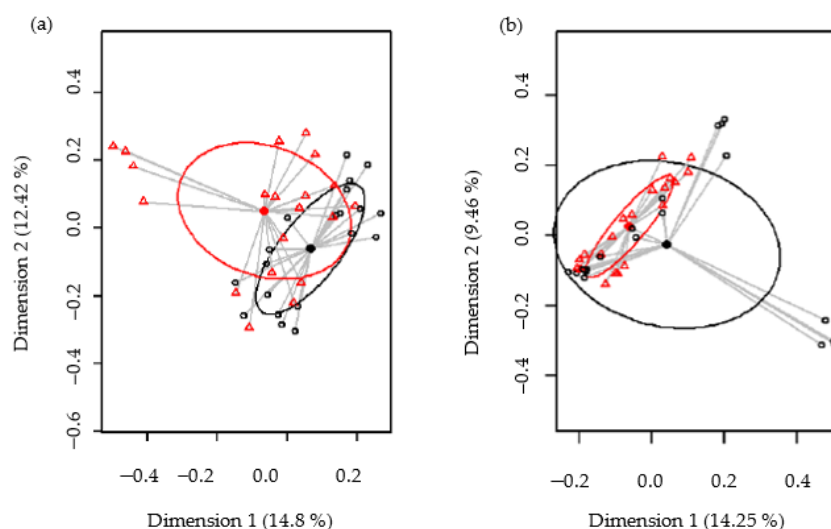 (a)
0.4
0.2
0.0
−0.2
−0.4
−0.6
Dimension 2 (12.42 %)
−0.4 −0.2 0.0 0.2
Dimension 1 (14.8 %)
(b)
0.4
0.2
0.0
−0.2
−0.4
Dimension 2 (9.46 %)
−0.2 0.0 0.2 0.4
Dimension 1 (14.25 %)